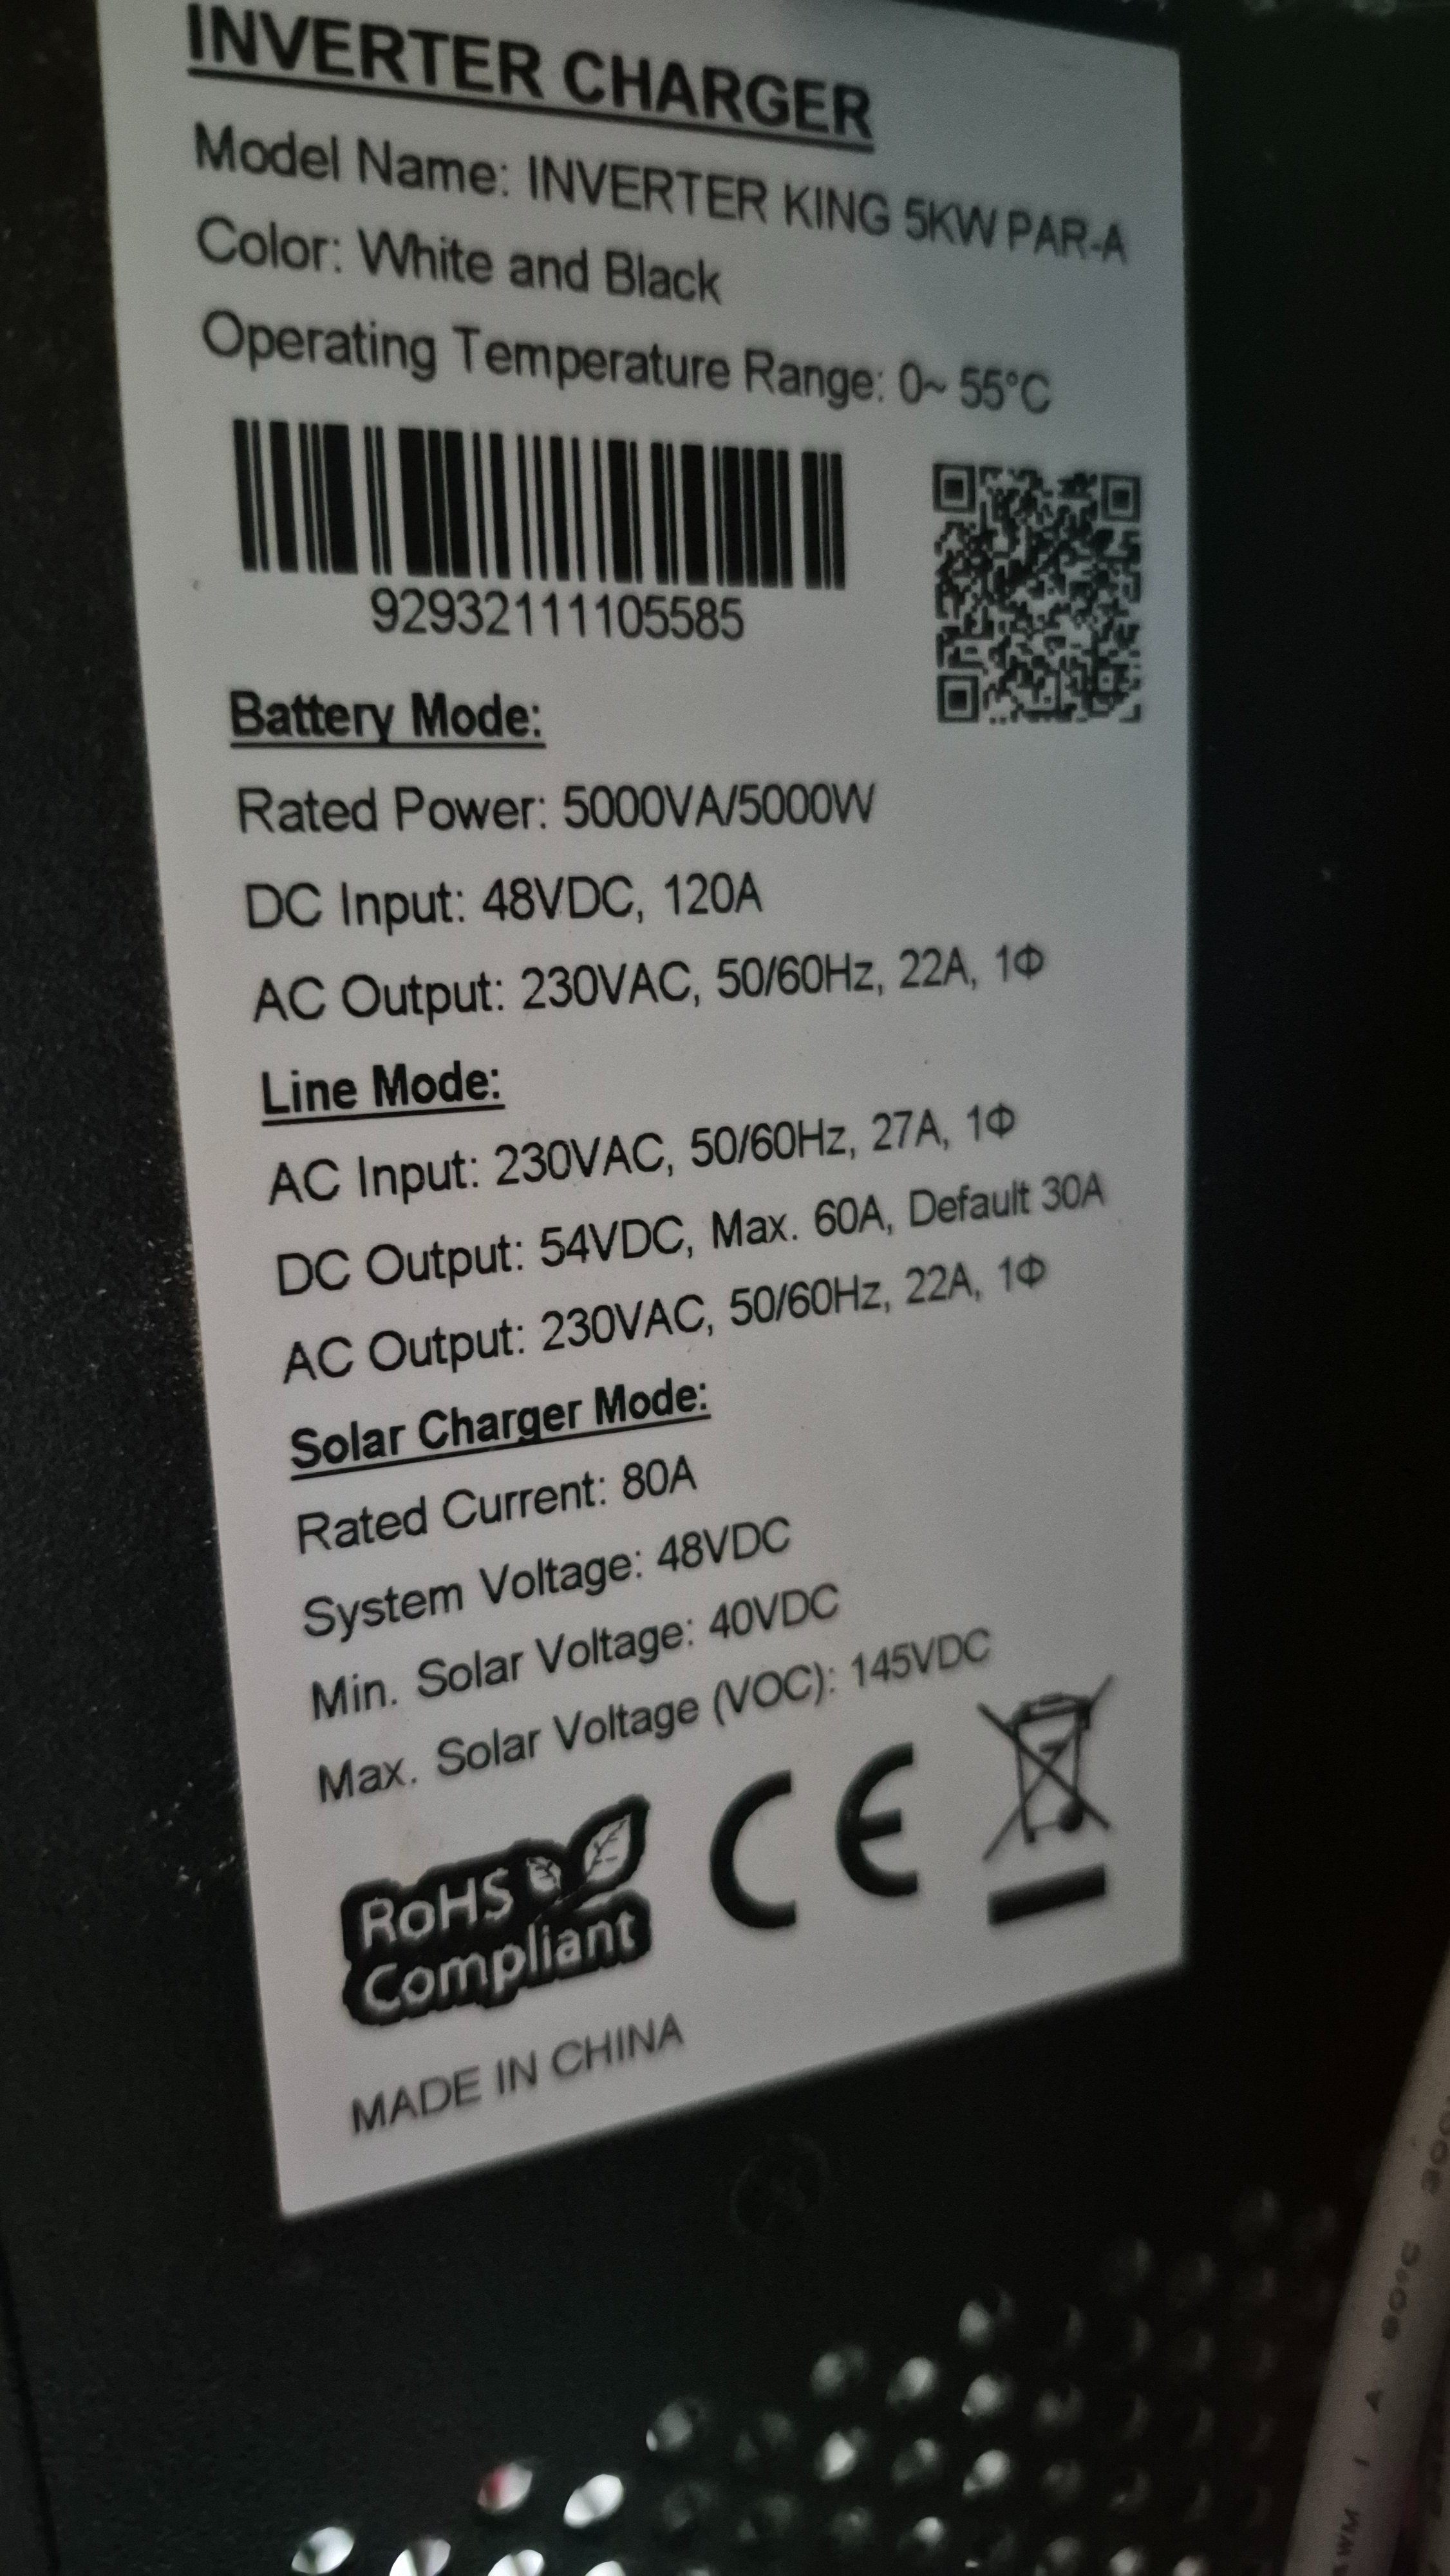 INVERTER CHARGER
Model Name: INVERTER KING 5KW PAR-A
Color: White and Black
Operating Temperature Range: 0~ 55°C
92932111105585
Battery Mode:
Rated Power: 5000VA/5000W
DC Input: 48VDC, 120A
AC Output: 230VAC, 50/60Hz, 22A, 1Φ
Line Mode:
AC Input: 230VAC, 50/60Hz, 27A, 1Φ
DC Output: 54VDC, Max. 60A, Default 30A
AC Output: 230VAC, 50/60Hz, 22A, 1Φ
Solar Charger Mode:
Rated Current: 80A
System Voltage: 48VDC
Min. Solar Voltage: 40VDC
Max. Solar Voltage (VOC): 145VDC
RoHS
Compliant
CE
MADE IN CHINA